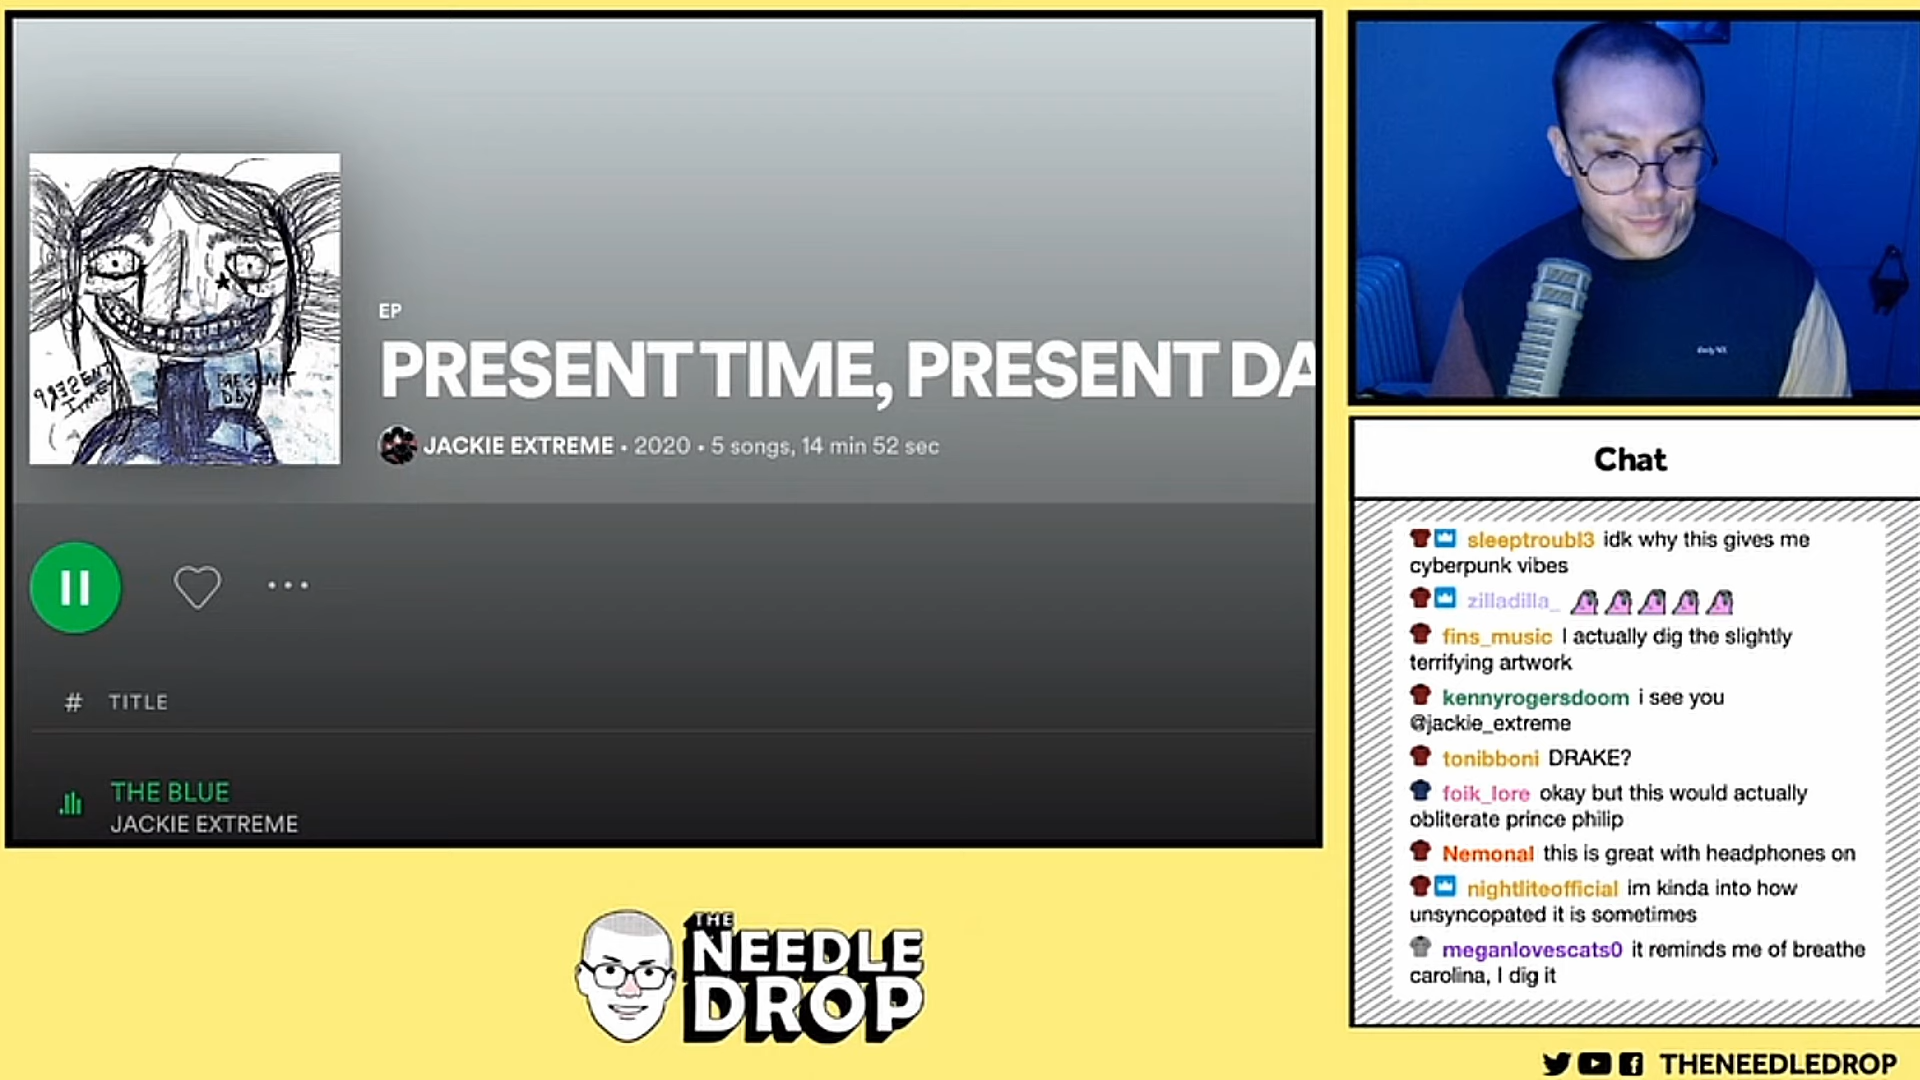 EP
PRESENT TIME, PRESENT DA
JACKIE EXTREME • 2020 • 5 songs, 14 min 52 sec
PRESENT
TIME
PRESENT
DAY
# TITLE
THE BLUE
JACKIE EXTREME
THE
NEEDLE
DROP
Chat
sleeptroubl3 idk why this gives me
cyberpunk vibes
zilladilla_
fins_music I actually dig the slightly
terrifying artwork
kennyrogersdoom i see you
@jackie_extreme
tonibboni DRAKE?
foik_lore okay but this would actually
obliterate prince philip
Nemonal this is great with headphones on
nightliteofficial im kinda into how
unsyncopated it is sometimes
meganlovescats0 it reminds me of breathe
carolina, I dig it
THENEEDLEDROP